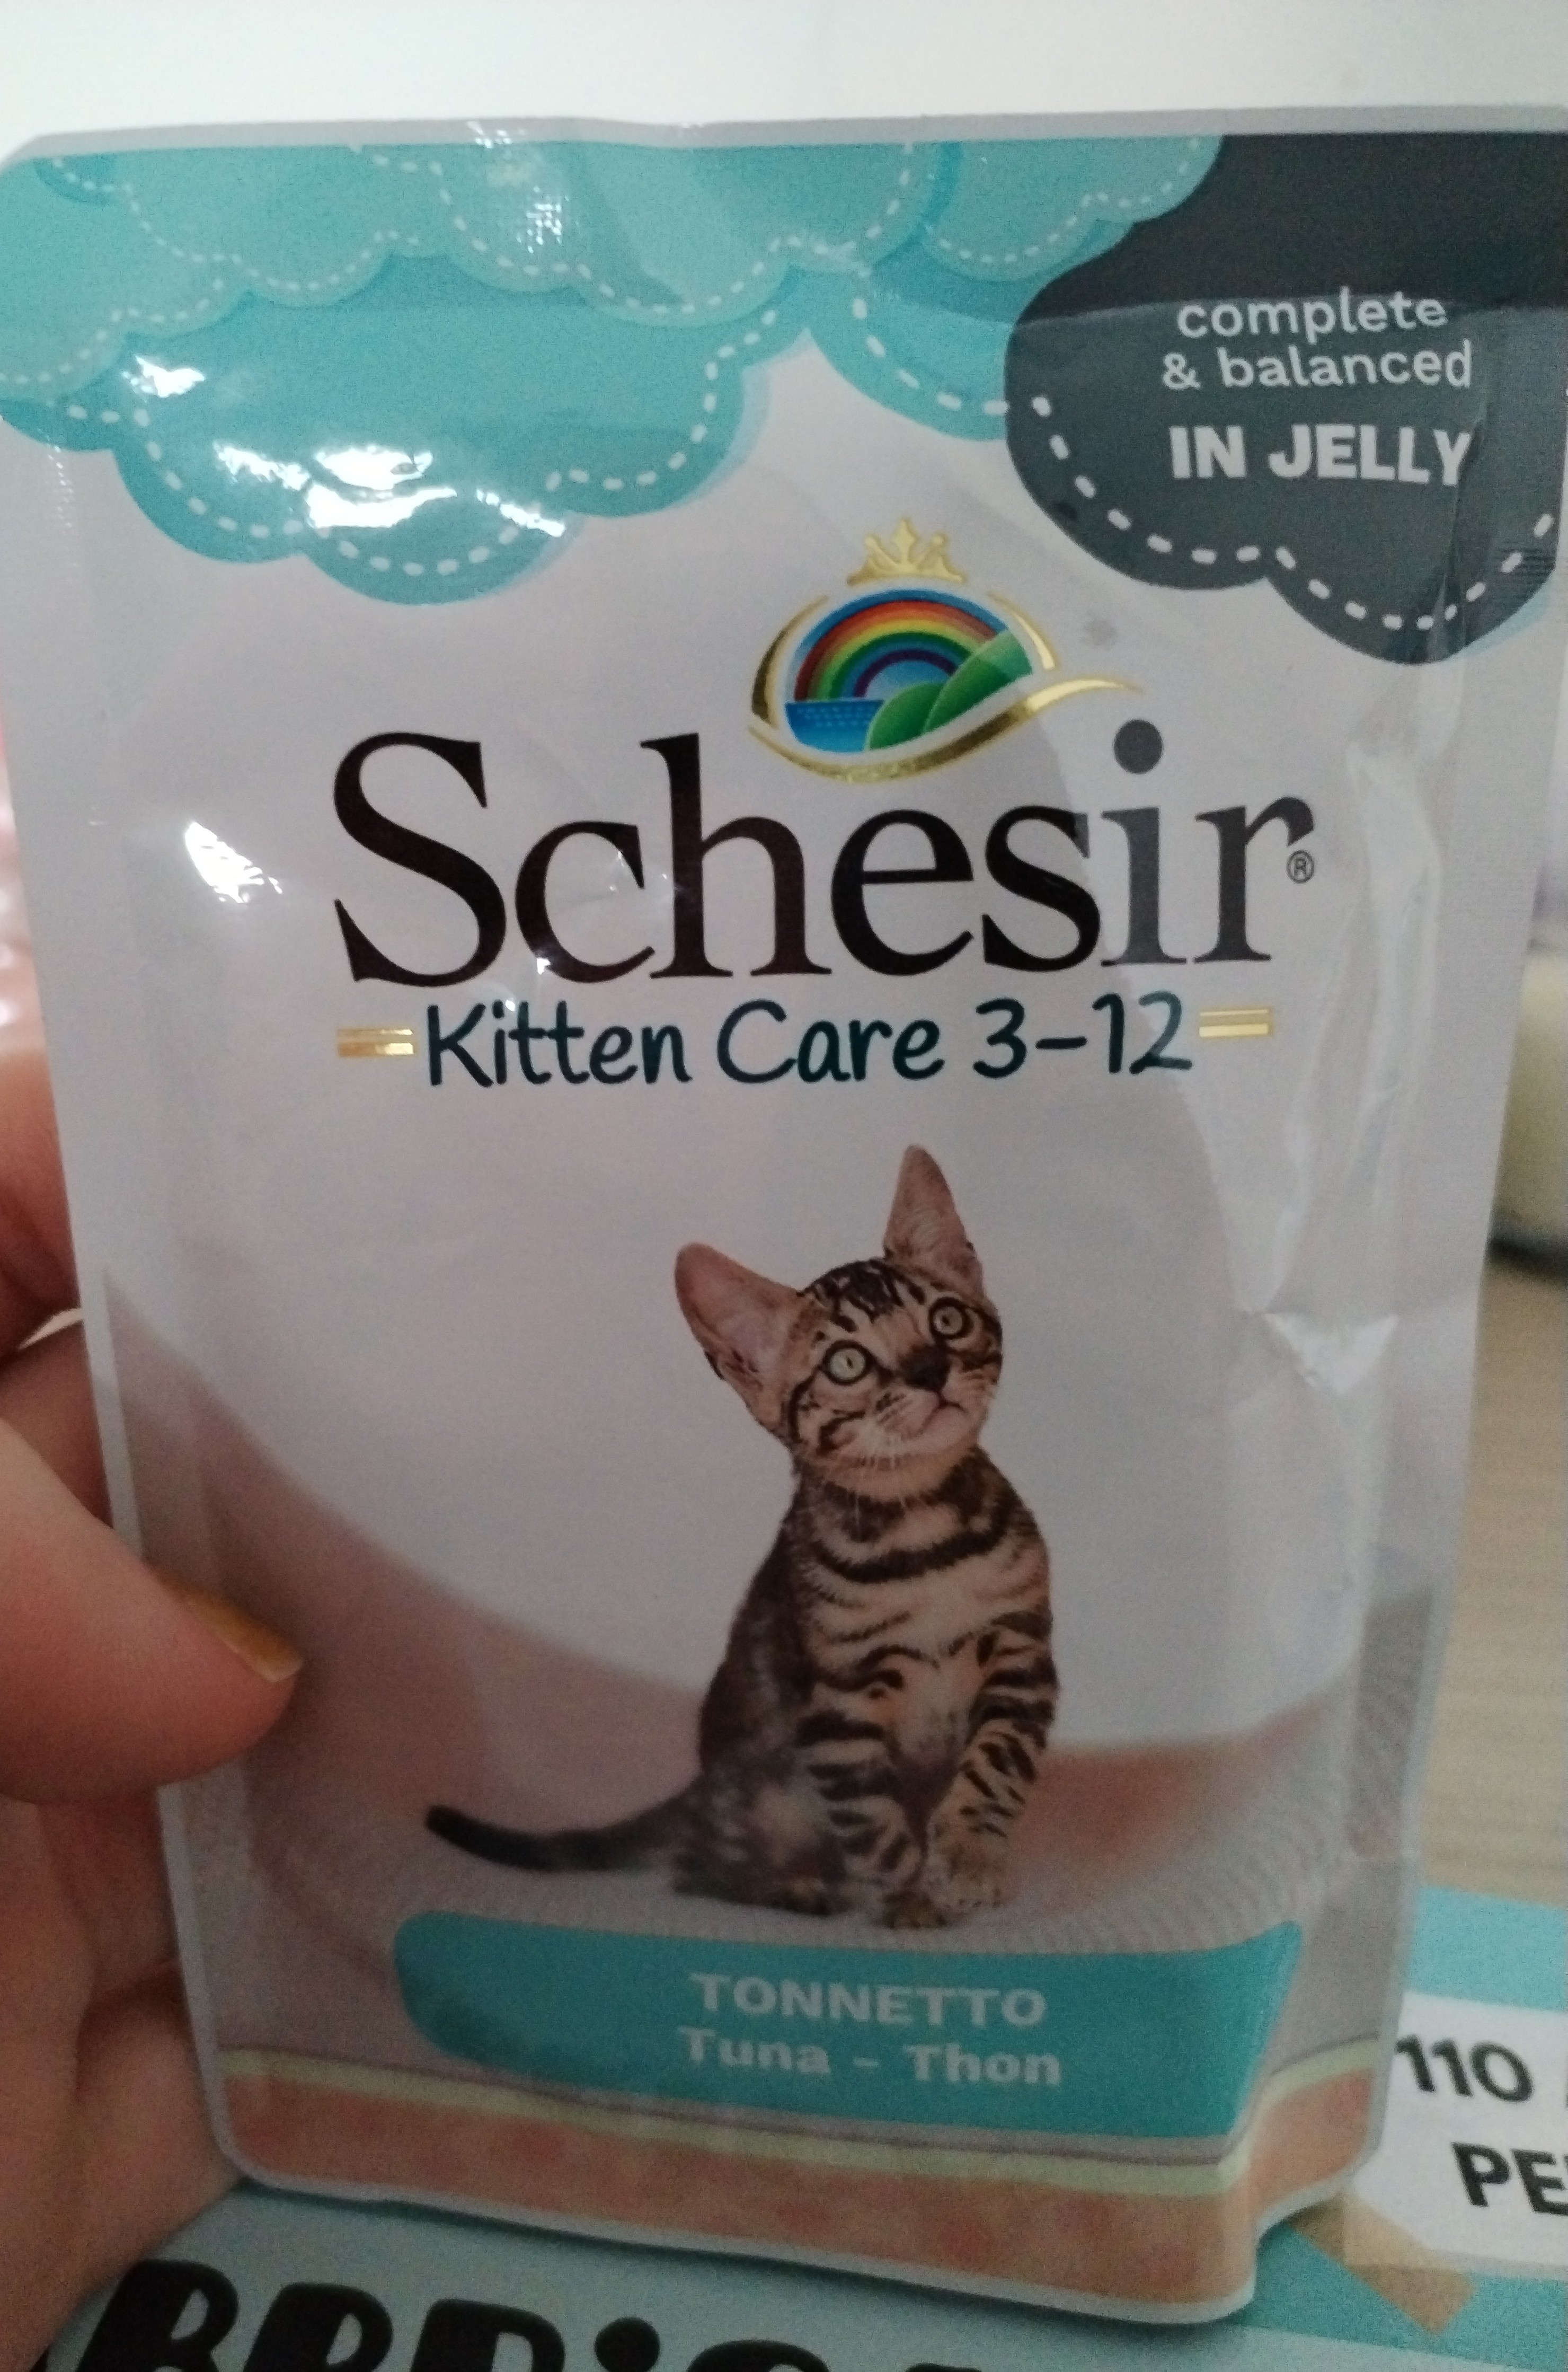 complete
& balanced
IN JELLY
Schesir®
Kitten Care 3-12
TONNETTO
Tuna - Thon
110